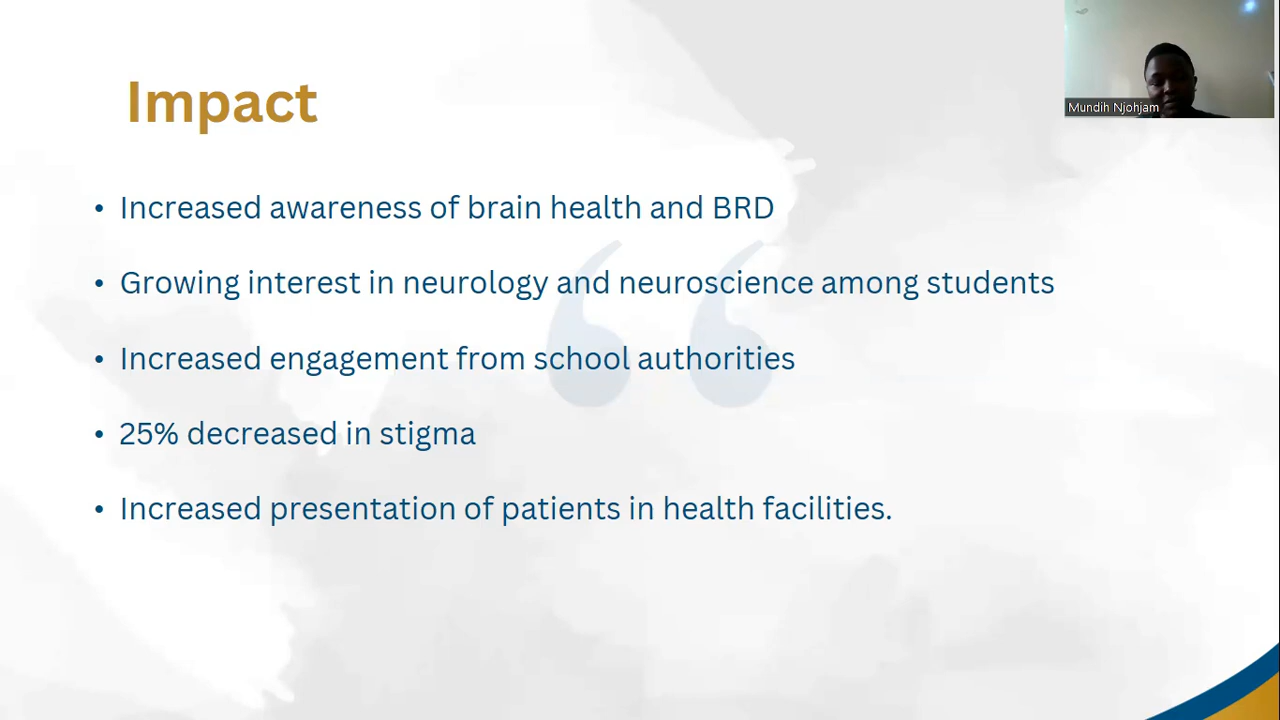 Impact
Mundih Njohjam
• Increased awareness of brain health and BRD
• Growing interest in neurology and neuroscience among students
• Increased engagement from school authorities
• 25% decreased in stigma
• Increased presentation of patients in health facilities.